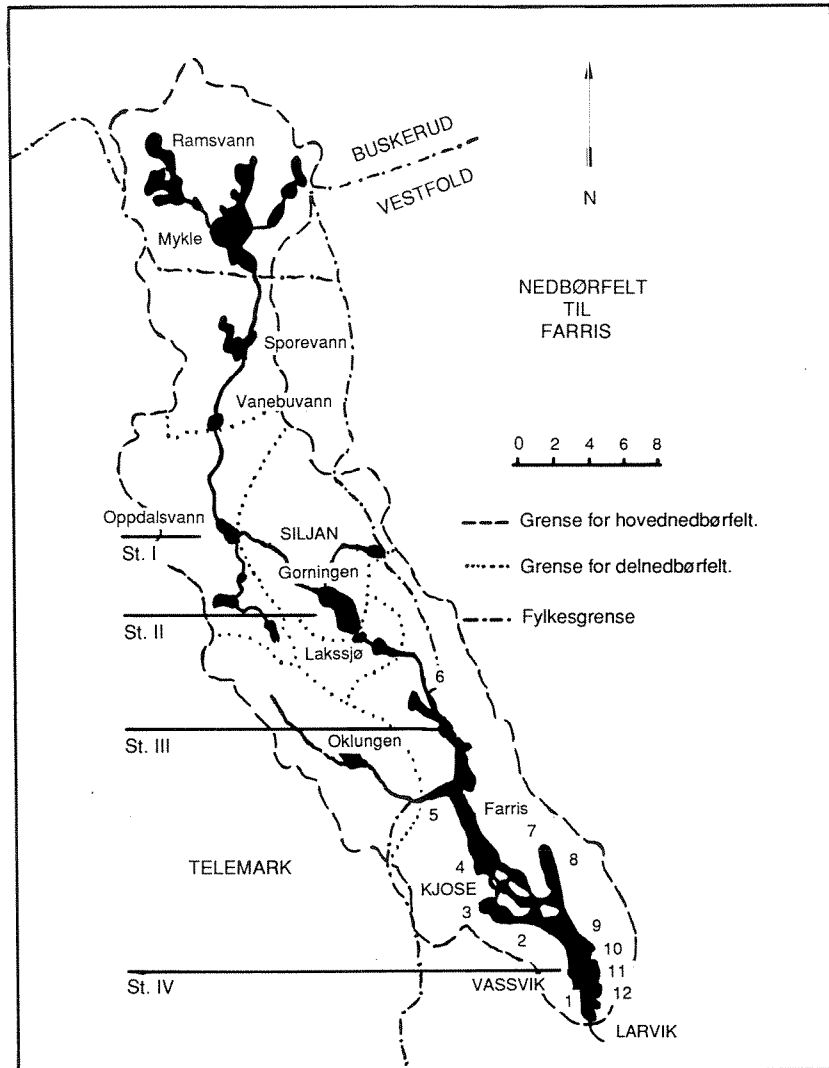 Ramsvann
BUSKERUD
VESTFOLD
N
Mykle
NEDBØRFELT
TIL
FARRIS
Sporevann
Vanebuvann
0 2 4 6 8
Oppdalsvann
SILJAN
Grense for hovednedbørfelt.
St. I
Gorningen
Grense for delnedbørfelt.
St. II
Fylkesgrense
Lakssjø
6
St. III
Oklungen
5
Farris
7
8
TELEMARK
4
KJOSE
3
2
9
10
11
St. IV
VASSVIK
1
12
LARVIK